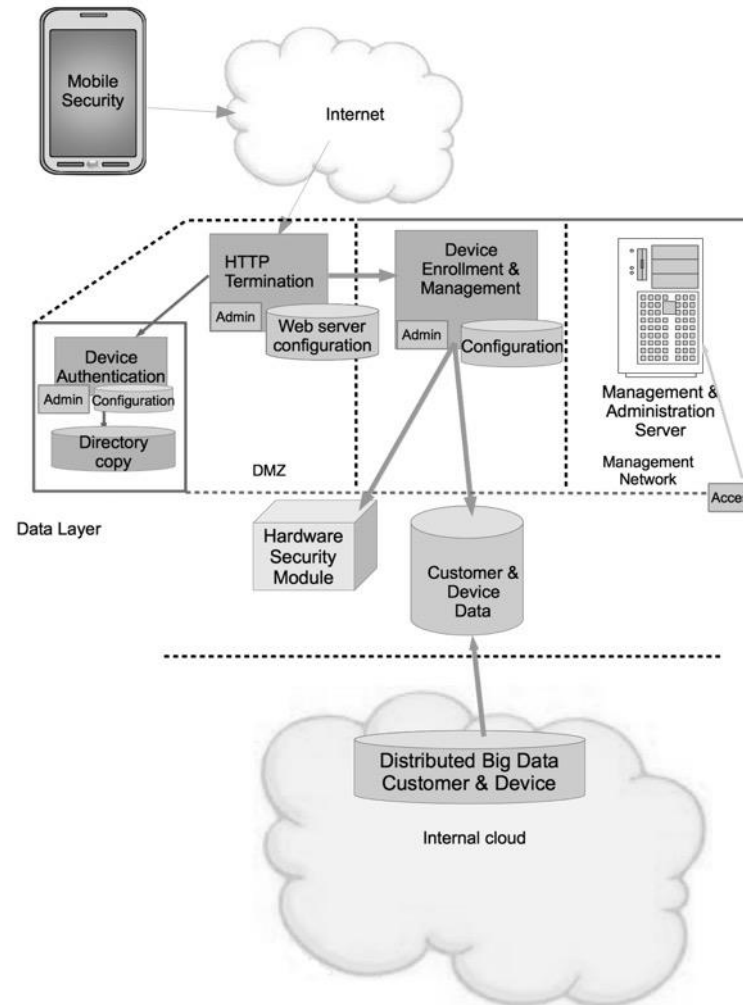 Mobile
Security
Internet
HTTP
Termination
Admin
Web server
configuration
Device
Enrollment &
Management
Admin
Configuration
Device
Authentication
Admin
Configuration
Directory
copy
Management &
Administration
Server
DMZ
Management
Network
Acces
Data Layer
Hardware
Security
Module
Customer &
Device
Data
Distributed Big Data
Customer & Device
Internal cloud